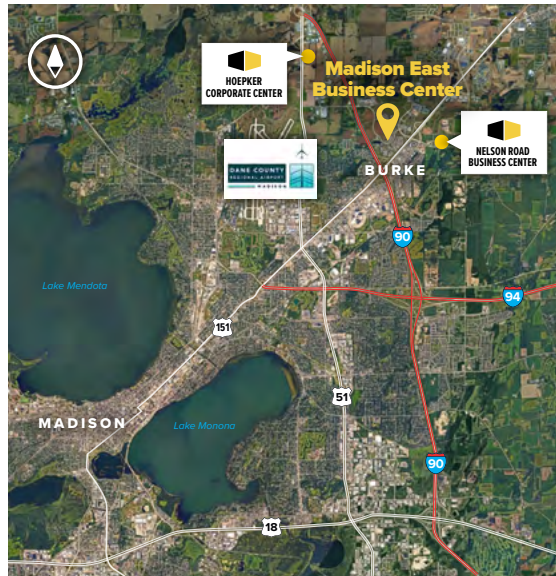 HOEPKER
CORPORATE CENTER
Madison East
Business Center
NELSON ROAD
BUSINESS CENTER
DANE COUNTY
REGIONAL AIRPORT
MADISON
BURKE
90
Lake Mendota
94
151
51
MADISON
Lake Monona
90
18